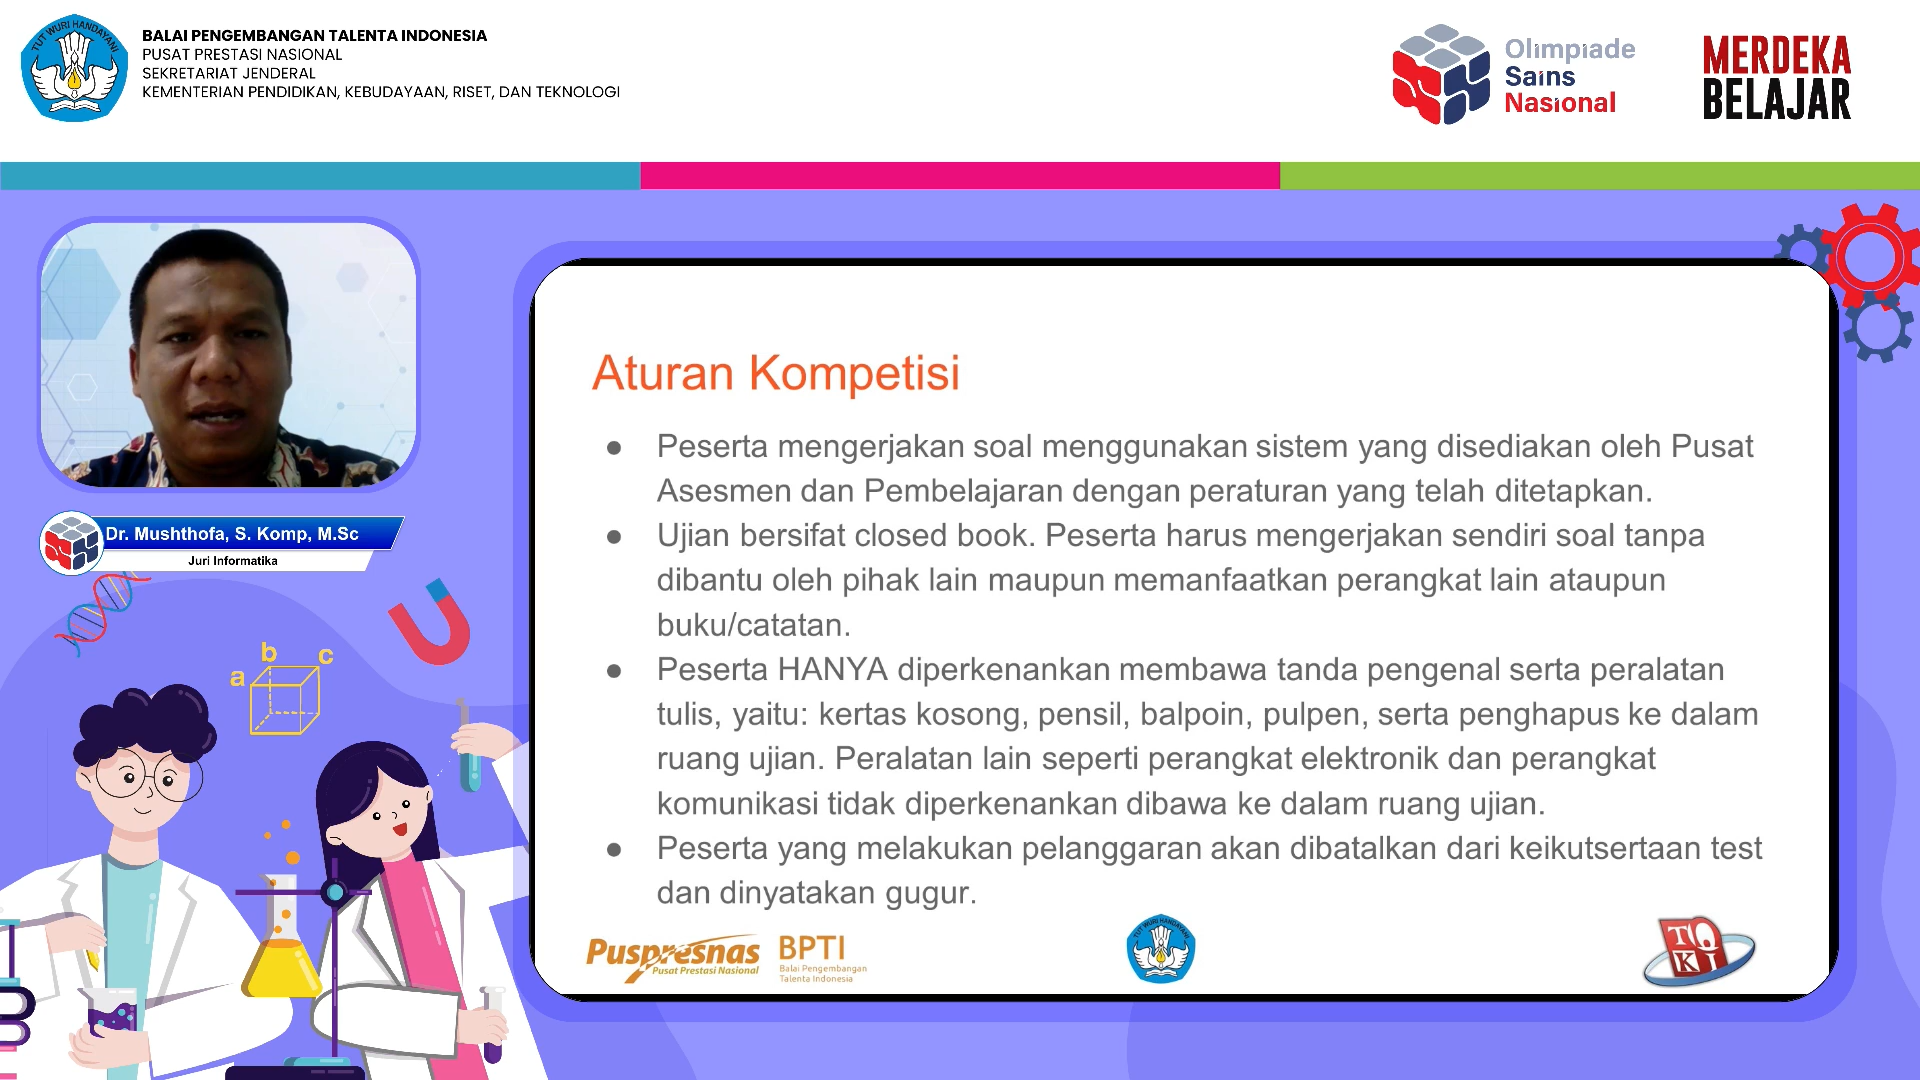 TUT WURI HANDAYANI
BALAI PENGEMBANGAN TALENTA INDONESIA
PUSAT PRESTASI NASIONAL
SEKRETARIAT JENDERAL
KEMENTERIAN PENDIDIKAN, KEBUDAYAAN, RISET, DAN TEKNOLOGI
Olimpiade
Sains
Nasional
MERDEKA
BELAJAR
Dr. Mushthofa, S. Komp, M.Sc
Juri Informatika
a
b
c
Aturan Kompetisi
● Peserta mengerjakan soal menggunakan sistem yang disediakan oleh Pusat
Asesmen dan Pembelajaran dengan peraturan yang telah ditetapkan.
● Ujian bersifat closed book. Peserta harus mengerjakan sendiri soal tanpa
dibantu oleh pihak lain maupun memanfaatkan perangkat lain ataupun
buku/catatan.
● Peserta HANYA diperkenankan membawa tanda pengenal serta peralatan
tulis, yaitu: kertas kosong, pensil, balpoin, pulpen, serta penghapus ke dalam
ruang ujian. Peralatan lain seperti perangkat elektronik dan perangkat
komunikasi tidak diperkenankan dibawa ke dalam ruang ujian.
● Peserta yang melakukan pelanggaran akan dibatalkan dari keikutsertaan test
dan dinyatakan gugur.
Puspresnas
Pusat Prestasi Nasional
BPTI
Balai Pengembangan
Talenta Indonesia
TUT WURI HANDAYANI
TOKI